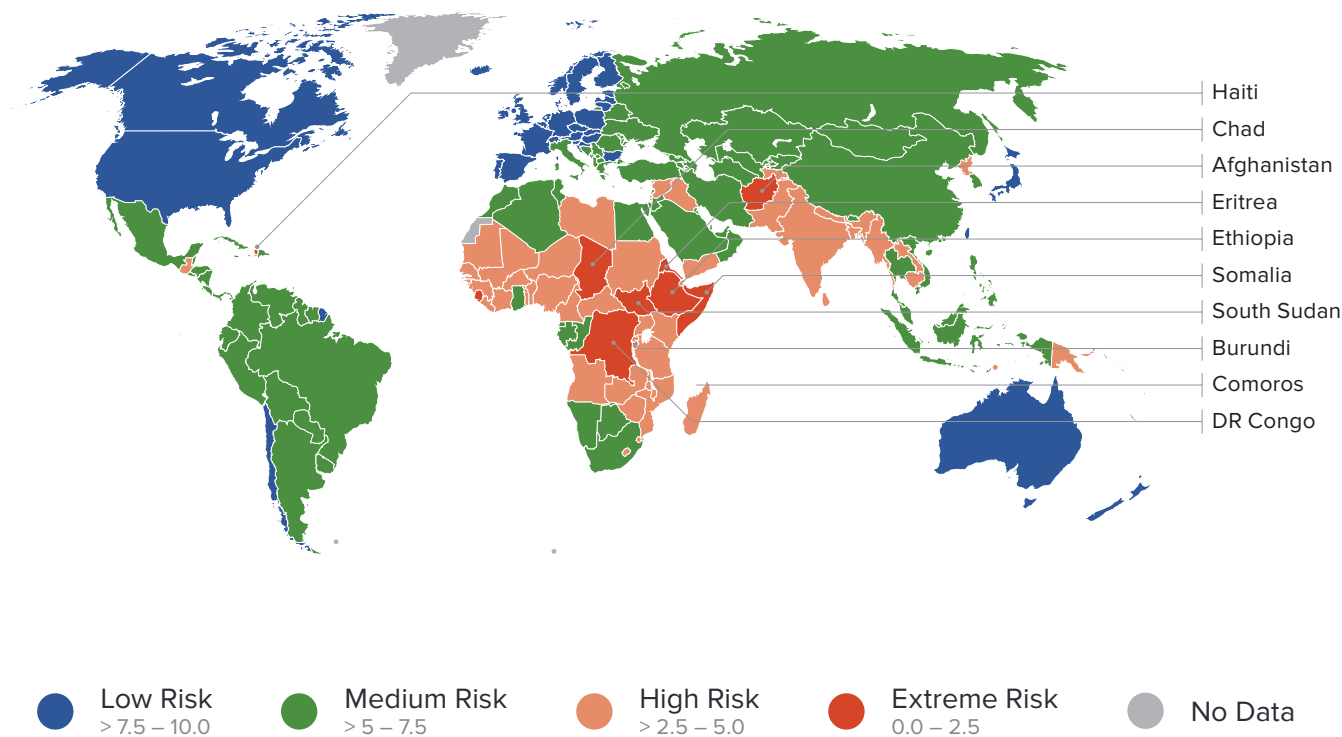 Haiti
Chad
Afghanistan
Eritrea
Ethiopia
Somalia
South Sudan
Burundi
Comoros
DR Congo
Low Risk
> 7.5 – 10.0
Medium Risk
> 5 – 7.5
High Risk
> 2.5 – 5.0
Extreme Risk
0.0 – 2.5
No Data